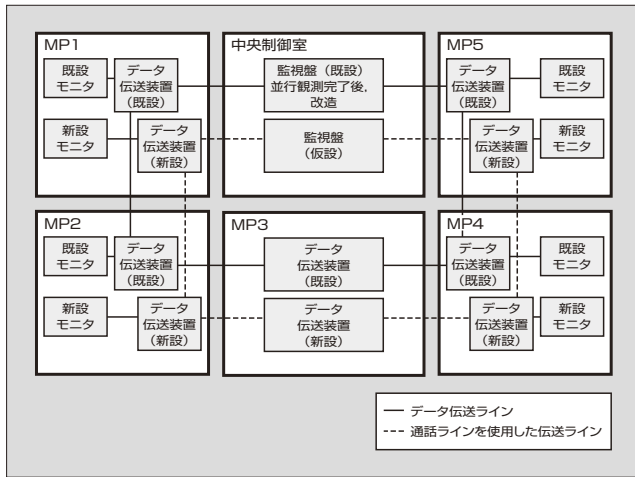 MP1
既設
モニタ
データ
伝送装置
(既設)
新設
モニタ
データ
伝送装置
(新設)
中央制御室
監視盤（既設）
並行観測完了後,
改造
監視盤
(仮設)
MP5
データ
伝送装置
(既設)
既設
モニタ
データ
伝送装置
(新設)
新設
モニタ
MP2
既設
モニタ
データ
伝送装置
(既設)
新設
モニタ
データ
伝送装置
(新設)
MP3
データ
伝送装置
(既設)
データ
伝送装置
(新設)
MP4
データ
伝送装置
(既設)
既設
モニタ
データ
伝送装置
(新設)
新設
モニタ
データ伝送ライン
通話ラインを使用した伝送ライン